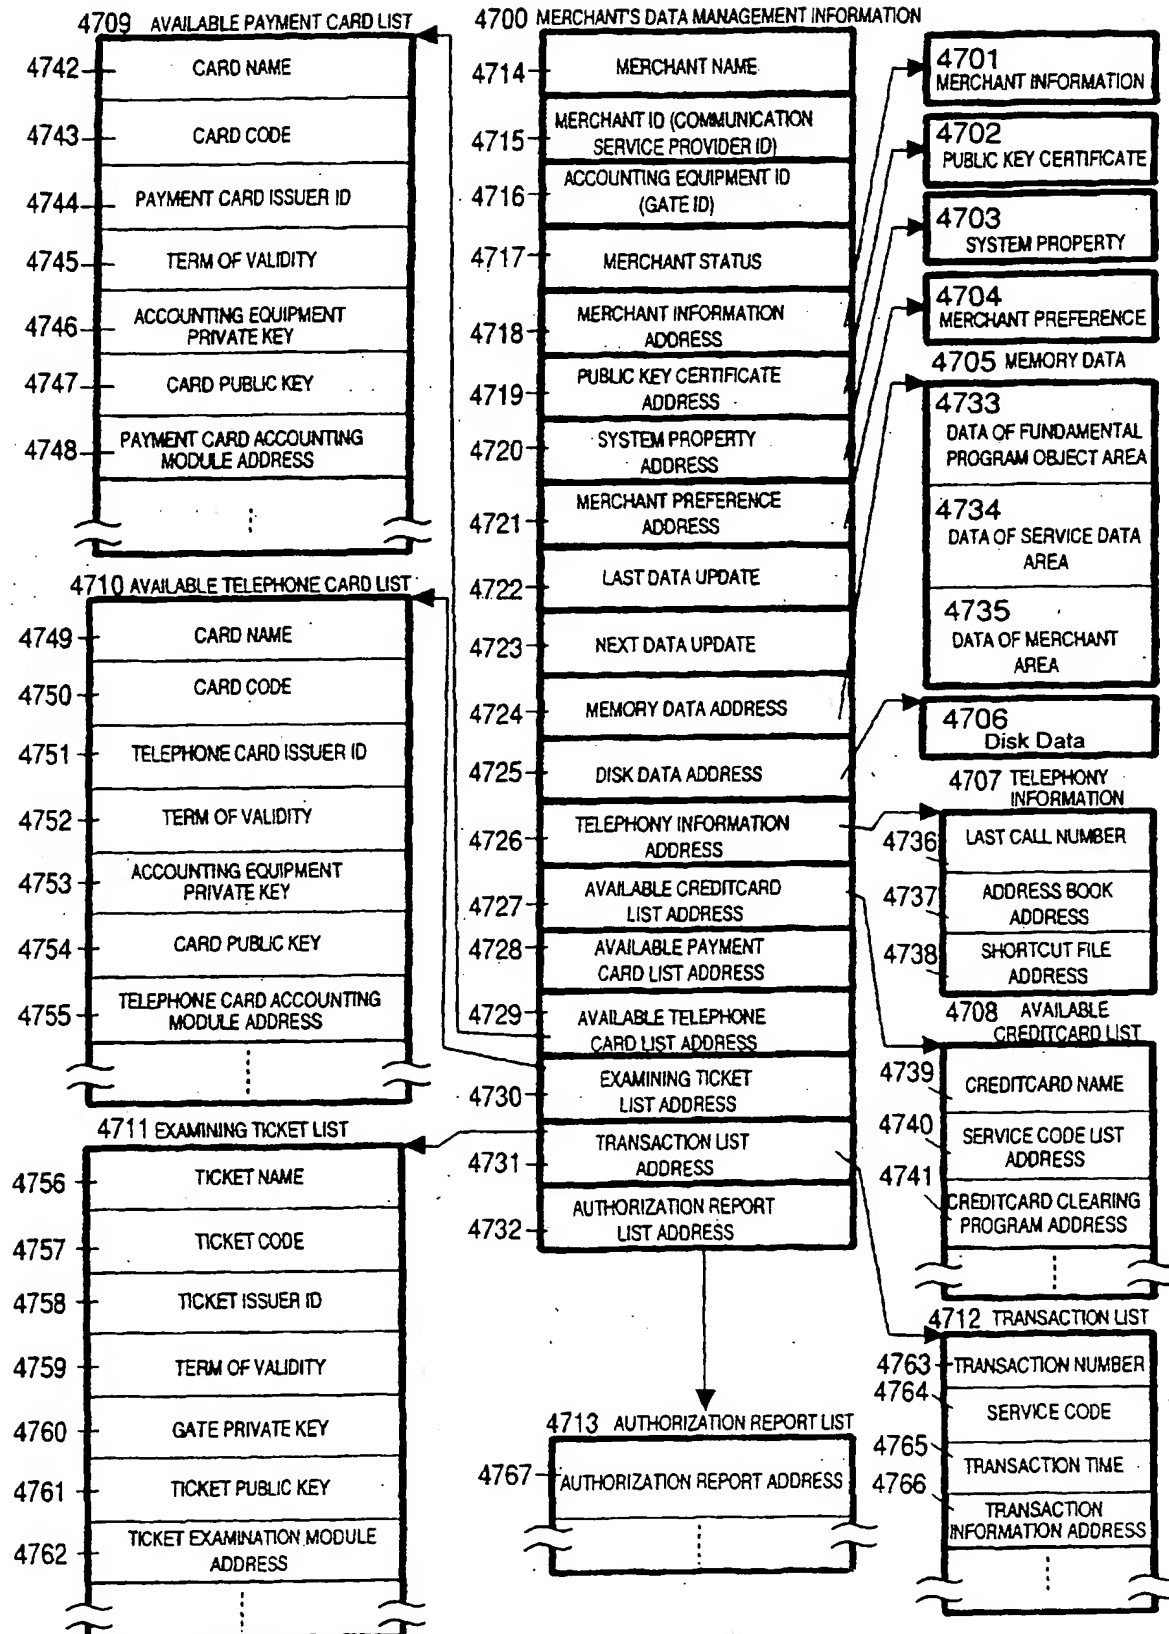 4709 AVAILABLE PAYMENT CARD LIST
4742 CARD NAME
4743 CARD CODE
4744 PAYMENT CARD ISSUER ID
4745 TERM OF VALIDITY
4746 ACCOUNTING EQUIPMENT
PRIVATE KEY
4747 CARD PUBLIC KEY
4748 PAYMENT CARD ACCOUNTING
MODULE ADDRESS
4710 AVAILABLE TELEPHONE CARD LIST
4749 CARD NAME
4750 CARD CODE
4751 TELEPHONE CARD ISSUER ID
4752 TERM OF VALIDITY
4753 ACCOUNTING EQUIPMENT
PRIVATE KEY
4754 CARD PUBLIC KEY
4755 TELEPHONE CARD ACCOUNTING
MODULE ADDRESS
4711 EXAMINING TICKET LIST
4756 TICKET NAME
4757 TICKET CODE
4758 TICKET ISSUER ID
4759 TERM OF VALIDITY
4760 GATE PRIVATE KEY
4761 TICKET PUBLIC KEY
4762 TICKET EXAMINATION MODULE
ADDRESS
4700 MERCHANT'S DATA MANAGEMENT INFORMATION
4714 MERCHANT NAME
4715 MERCHANT ID (COMMUNICATION
SERVICE PROVIDER ID)
4716 ACCOUNTING EQUIPMENT ID
(GATE ID)
4717 MERCHANT STATUS
4718 MERCHANT INFORMATION
ADDRESS
4719 PUBLIC KEY CERTIFICATE
ADDRESS
4720 SYSTEM PROPERTY
ADDRESS
4721 MERCHANT PREFERENCE
ADDRESS
4722 LAST DATA UPDATE
4723 NEXT DATA UPDATE
4724 MEMORY DATA ADDRESS
4725 DISK DATA ADDRESS
4726 TELEPHONY INFORMATION
ADDRESS
4727 AVAILABLE CREDITCARD
LIST ADDRESS
4728 AVAILABLE PAYMENT
CARD LIST ADDRESS
4729 AVAILABLE TELEPHONE
CARD LIST ADDRESS
4730 EXAMINING TICKET
LIST ADDRESS
4731 TRANSACTION LIST
ADDRESS
4732 AUTHORIZATION REPORT
LIST ADDRESS
4713 AUTHORIZATION REPORT LIST
4767 AUTHORIZATION REPORT ADDRESS
4701
MERCHANT INFORMATION
4702
PUBLIC KEY CERTIFICATE
4703
SYSTEM PROPERTY
4704
MERCHANT PREFERENCE
4705 MEMORY DATA
4733
DATA OF FUNDAMENTAL
PROGRAM OBJECT AREA
4734
DATA OF SERVICE DATA
AREA
4735
DATA OF MERCHANT
AREA
4706
Disk Data
4707 TELEPHONY
INFORMATION
4736 LAST CALL NUMBER
4737 ADDRESS BOOK
ADDRESS
4738 SHORTCUT FILE
ADDRESS
4708 AVAILABLE
CREDITCARD LIST
4739 CREDITCARD NAME
4740 SERVICE CODE LIST
ADDRESS
4741 CREDITCARD CLEARING
PROGRAM ADDRESS
4712 TRANSACTION LIST
4763 TRANSACTION NUMBER
4764 SERVICE CODE
4765 TRANSACTION TIME
4766 TRANSACTION
INFORMATION ADDRESS